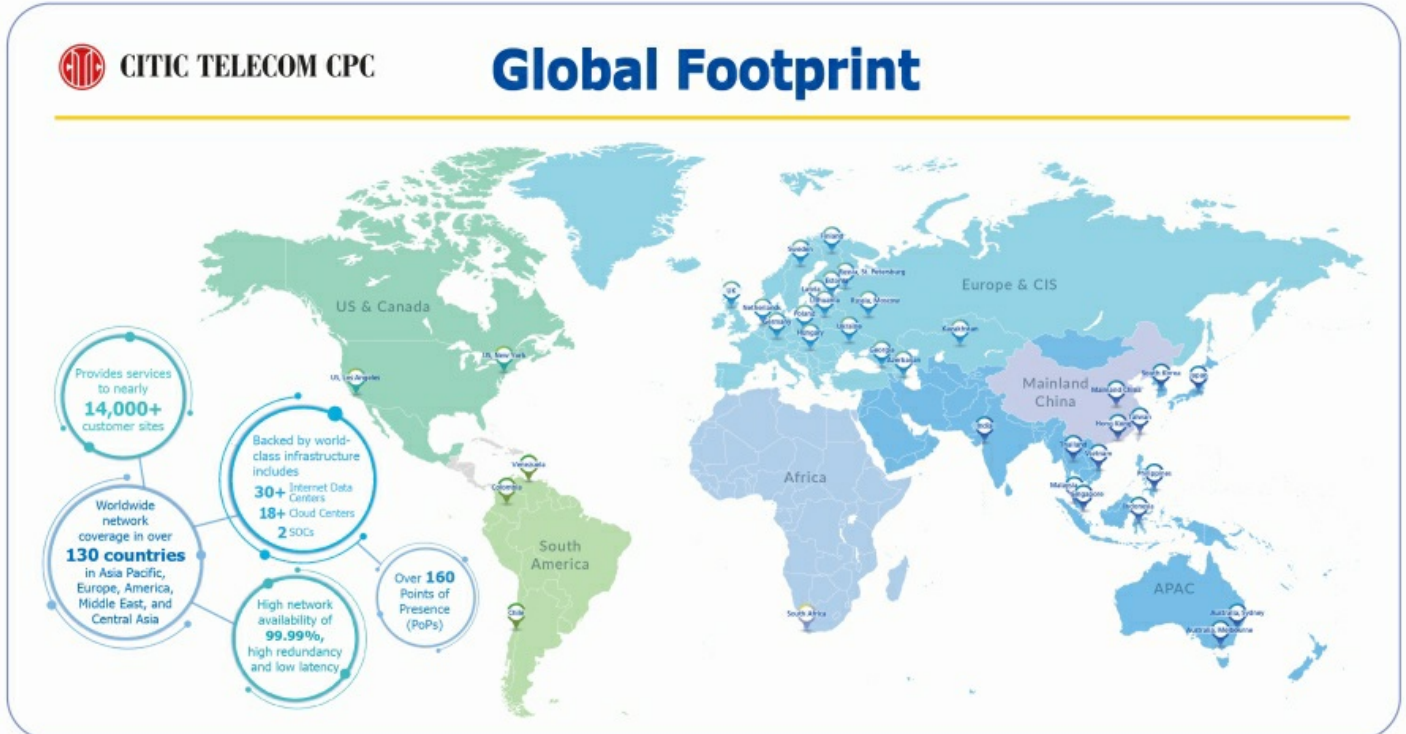 CITIC TELECOM CPC
Global Footprint
US & Canada
Europe & CIS
Mainland
China
Africa
South
America
APAC
Finland
Sweden
Russia, St. Petersburg
Estonia
Latvia
Lithuania
Russia, Moscow
UK
Netherlands
Germany
Poland
Hungary
Ukraine
Kazakhstan
Georgia
Azerbaijan
US, New York
US, Los Angeles
South Korea
Japan
Mainland China
Taiwan
Hong Kong
India
Thailand
Vietnam
Venezuela
Colombia
Philippines
Malaysia
Singapore
Indonesia
Chile
South Africa
Australia, Sydney
Australia, Melbourne
Provides services
to nearly
14,000+
customer sites
Backed by world-
class infrastructure
includes
30+ Internet Data
Centers
18+ Cloud Centers
2 SOCs
Worldwide
network
coverage in over
130 countries
in Asia Pacific,
Europe, America,
Middle East, and
Central Asia
High network
availability of
99.99%,
high redundancy
and low latency
Over 160
Points of
Presence
(PoPs)